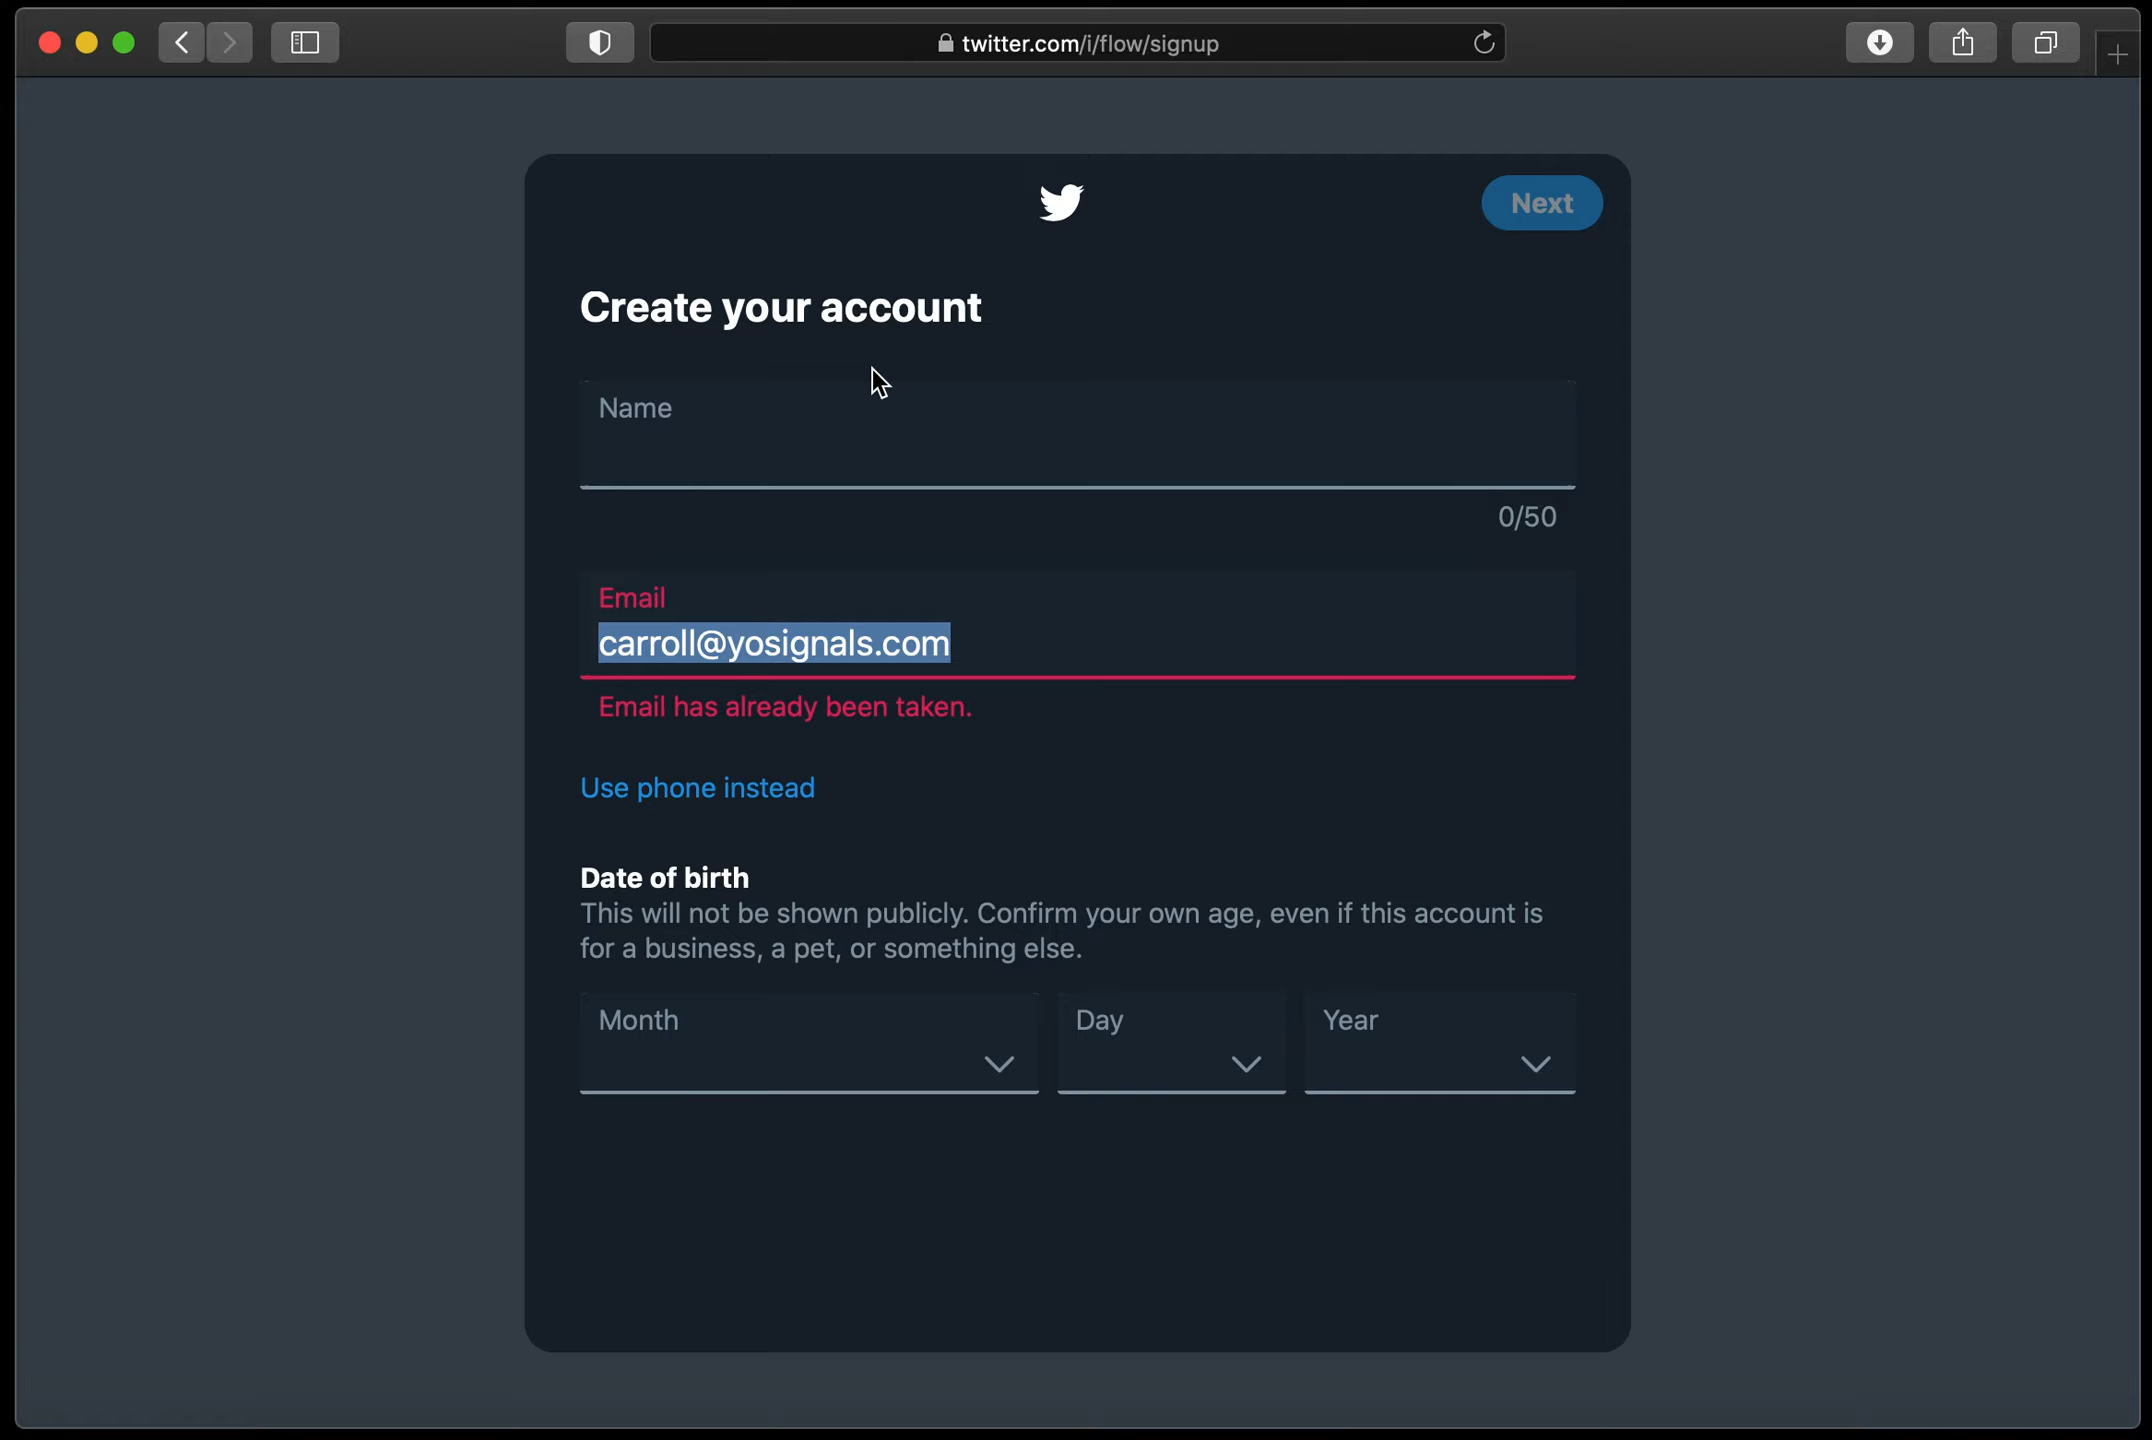 twitter.com/i/flow/signup
Next
Create your account
Name
0/50
Email
carroll@yosignals.com
Email has already been taken.
Use phone instead
Date of birth
This will not be shown publicly. Confirm your own age, even if this account is
for a business, a pet, or something else.
Month
Day
Year